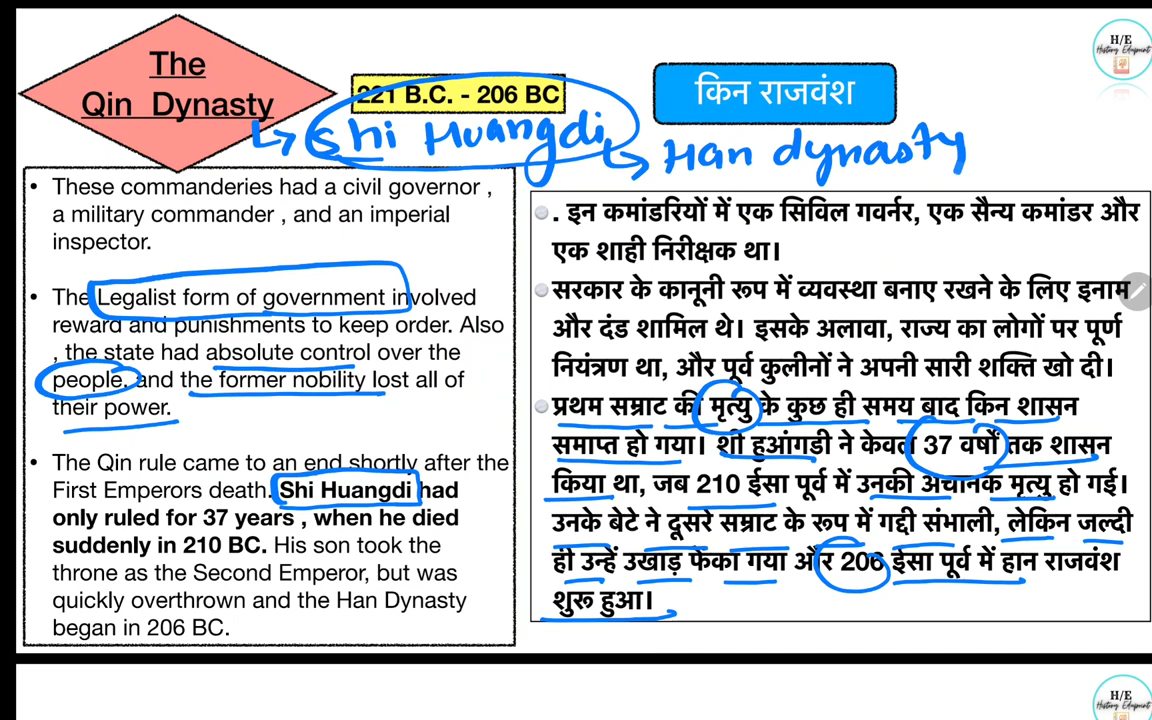 H/E
History Edupoint
The
Qin Dynasty
221 B.C. - 206 BC
किन राजवंश
↳ Shi Huangdi ↳ Han dynasty
• These commanderies had a civil governor ,
a military commander , and an imperial
inspector.
• The Legalist form of government involved
reward and punishments to keep order. Also
, the state had absolute control over the
people, and the former nobility lost all of
their power.
• The Qin rule came to an end shortly after the
First Emperors death. Shi Huangdi had
only ruled for 37 years , when he died
suddenly in 210 BC. His son took the
throne as the Second Emperor, but was
quickly overthrown and the Han Dynasty
began in 206 BC.
. इन कमांडरियों में एक सिविल गवर्नर, एक सैन्य कमांडर और
एक शाही निरीक्षक था।
सरकार के कानूनी रूप में व्यवस्था बनाए रखने के लिए इनाम
और दंड शामिल थे। इसके अलावा, राज्य का लोगों पर पूर्ण
नियंत्रण था, और पूर्व कुलीनों ने अपनी सारी शक्ति खो दी।
प्रथम सम्राट की मृत्यु के कुछ ही समय बाद किन शासन
समाप्त हो गया। शी हुआंगडी ने केवल 37 वर्षों तक शासन
किया था, जब 210 ईसा पूर्व में उनकी अचानक मृत्यु हो गई।
उनके बेटे ने दूसरे सम्राट के रूप में गद्दी संभाली, लेकिन जल्दी
ही उन्हें उखाड़ फेंका गया और 206 ईसा पूर्व में हान राजवंश
शुरू हुआ।
H/E
History Edupoint